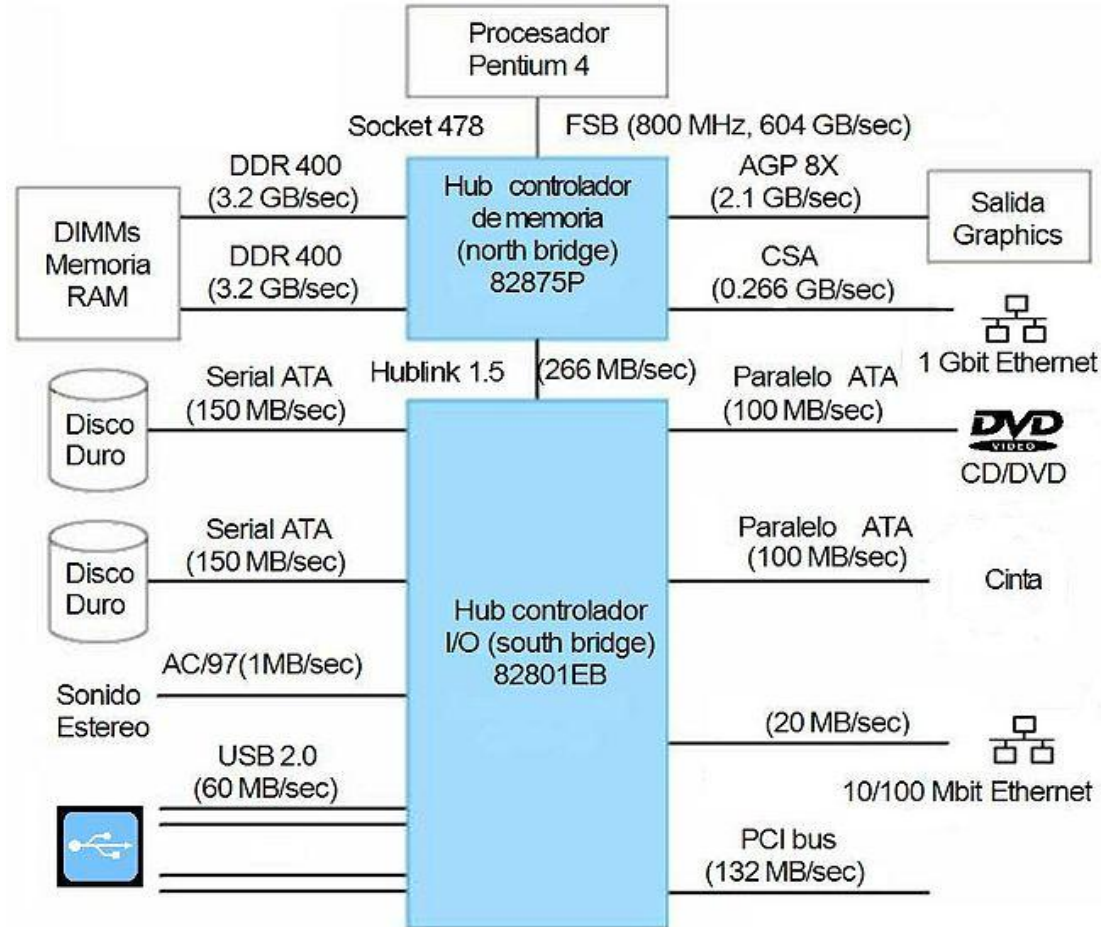 Procesador
Pentium 4
Socket 478
FSB (800 MHz, 604 GB/sec)
DDR 400
(3.2 GB/sec)
Hub controlador
de memoria
(north bridge)
82875P
AGP 8X
(2.1 GB/sec)
Salida
Graphics
DIMMs
Memoria
RAM
DDR 400
(3.2 GB/sec)
CSA
(0.266 GB/sec)
1 Gbit Ethernet
Hublink 1.5
(266 MB/sec)
Serial ATA
(150 MB/sec)
Disco
Duro
Paralelo ATA
(100 MB/sec)
DVD
VIDEO
CD/DVD
Serial ATA
(150 MB/sec)
Disco
Duro
Paralelo ATA
(100 MB/sec)
Cinta
Hub controlador
I/O (south bridge)
82801EB
AC/97(1MB/sec)
Sonido
Estereo
(20 MB/sec)
10/100 Mbit Ethernet
USB 2.0
(60 MB/sec)
PCI bus
(132 MB/sec)